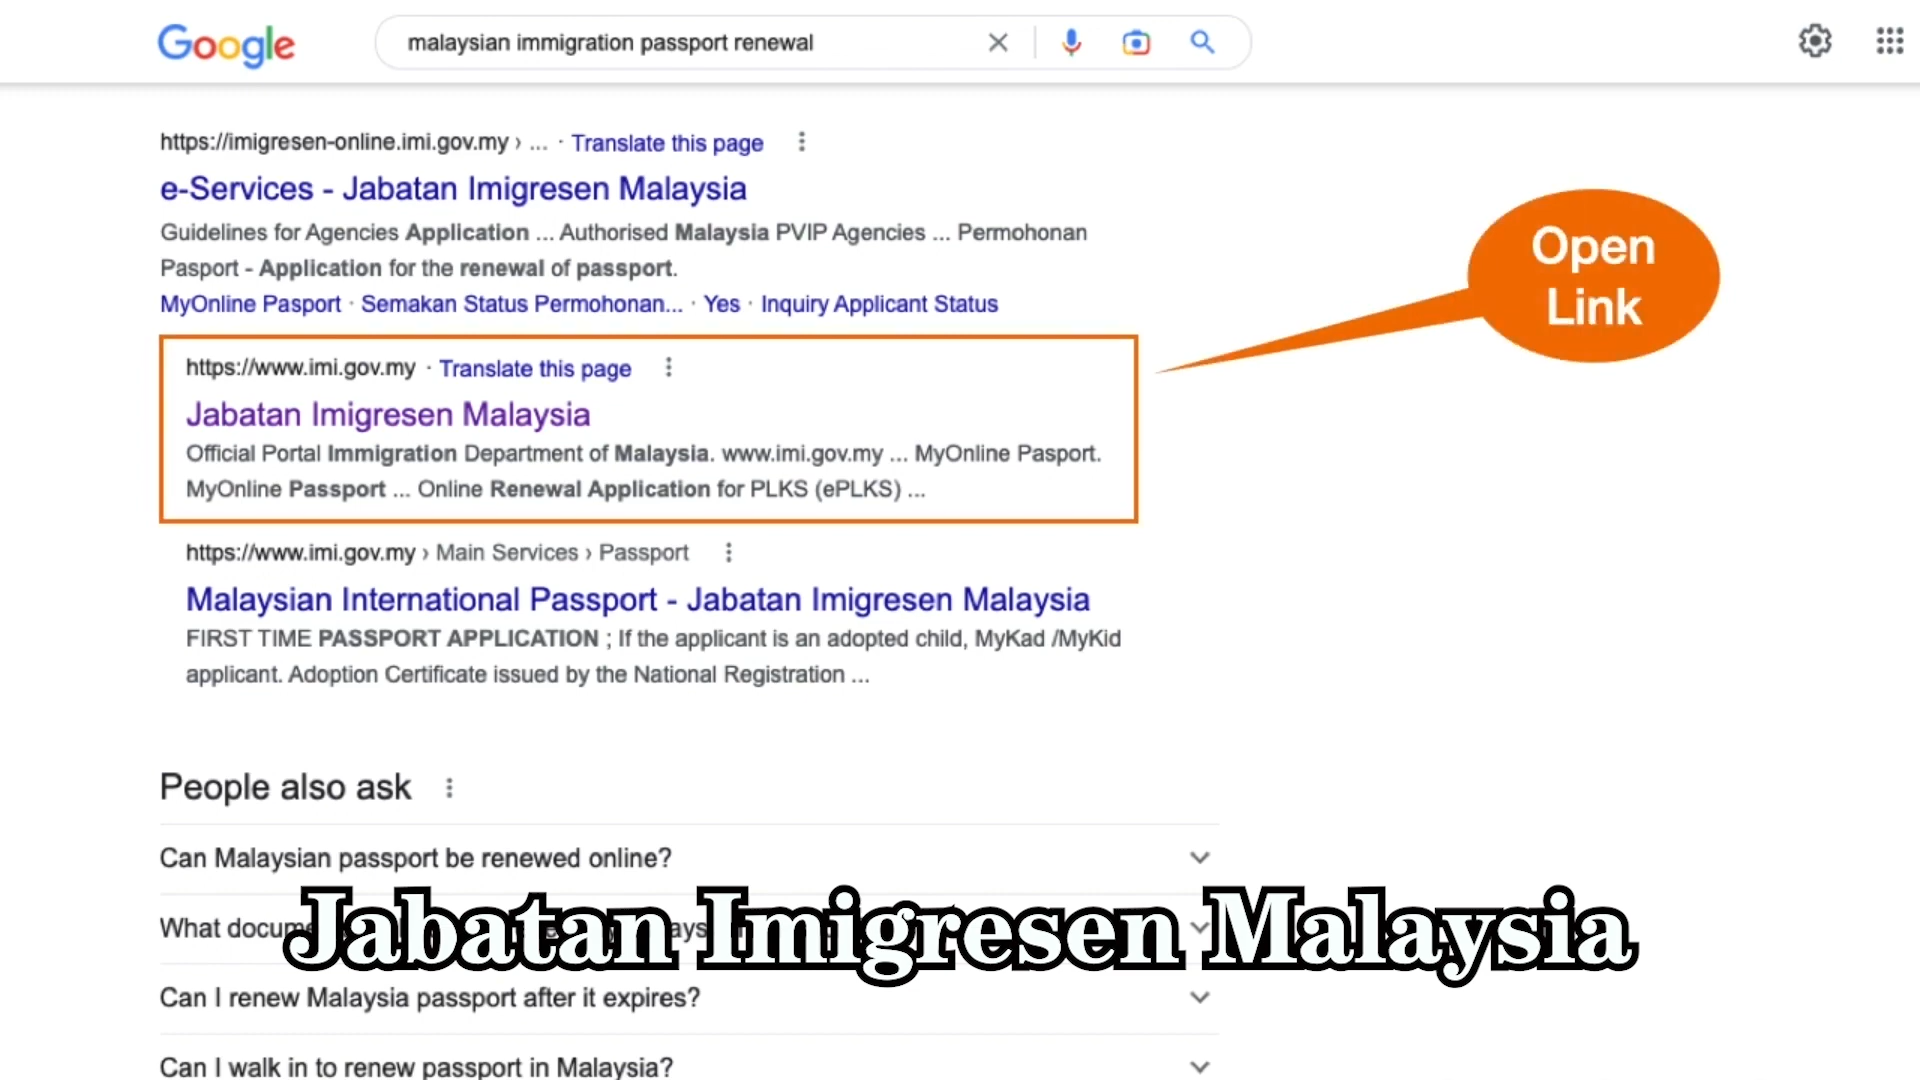 Google
malaysian immigration passport renewal
https://imigresen-online.imi.gov.my › ... · Translate this page
e-Services - Jabatan Imigresen Malaysia
Guidelines for Agencies Application ... Authorised Malaysia PVIP Agencies ... Permohonan
Pasport - Application for the renewal of passport.
MyOnline Pasport · Semakan Status Permohonan... · Yes · Inquiry Applicant Status
Open
Link
https://www.imi.gov.my · Translate this page
Jabatan Imigresen Malaysia
Official Portal Immigration Department of Malaysia. www.imi.gov.my ... MyOnline Pasport.
MyOnline Passport ... Online Renewal Application for PLKS (ePLKS) ...
https://www.imi.gov.my › Main Services › Passport
Malaysian International Passport - Jabatan Imigresen Malaysia
FIRST TIME PASSPORT APPLICATION ; If the applicant is an adopted child, MyKad /MyKid
applicant. Adoption Certificate issued by the National Registration ...
People also ask
Can Malaysian passport be renewed online?
What
Jabatan Imigresen Malaysia
Can I renew Malaysia passport after it expires?
Can I walk in to renew passport in Malaysia?